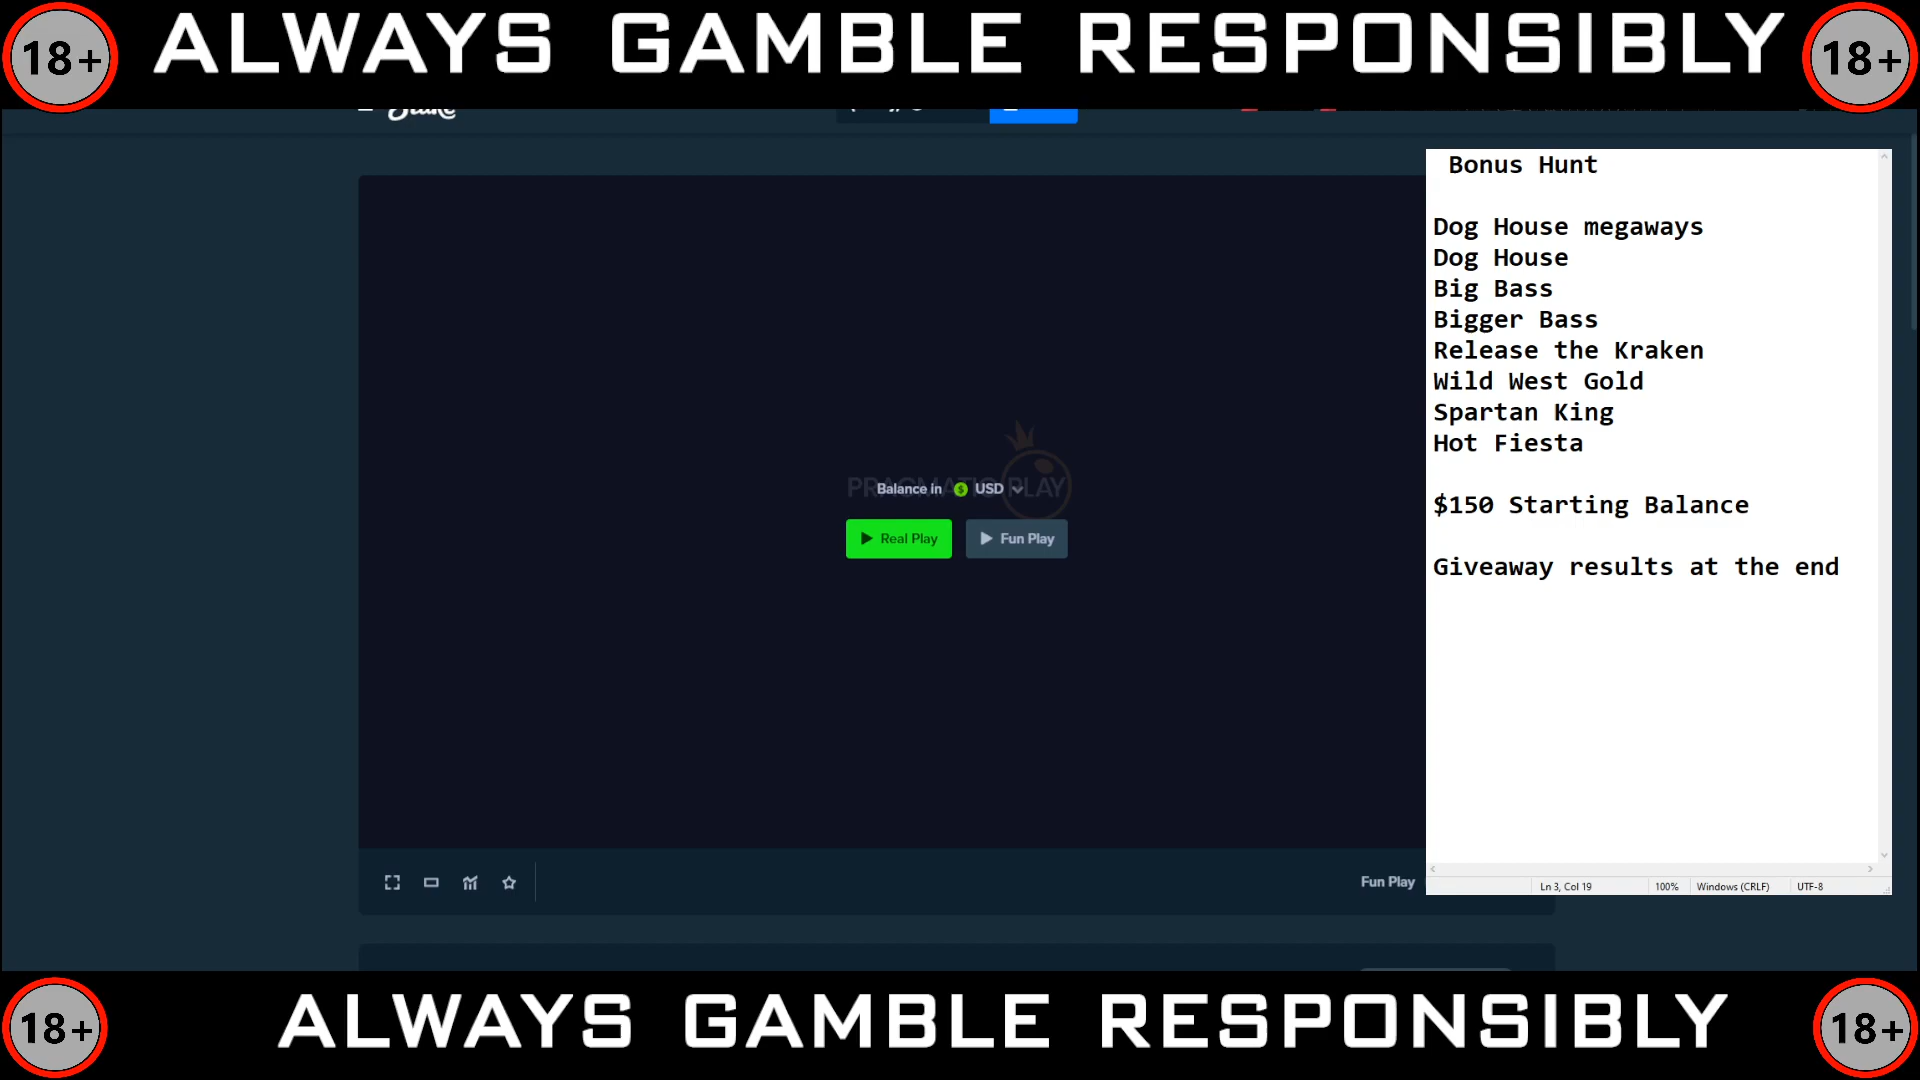 ALWAYS GAMBLE RESPONSIBLY
18+
18+
Stake
Bonus Hunt
Dog House megaways
Dog House
Big Bass
Bigger Bass
Release the Kraken
Wild West Gold
Spartan King
Hot Fiesta
$150 Starting Balance
Giveaway results at the end
PRAGMATIC PLAY
Balance in $ USD
Real Play
Fun Play
Fun Play
Ln 3, Col 19
100%
Windows (CRLF)
UTF-8
18+
ALWAYS GAMBLE RESPONSIBLY
18+